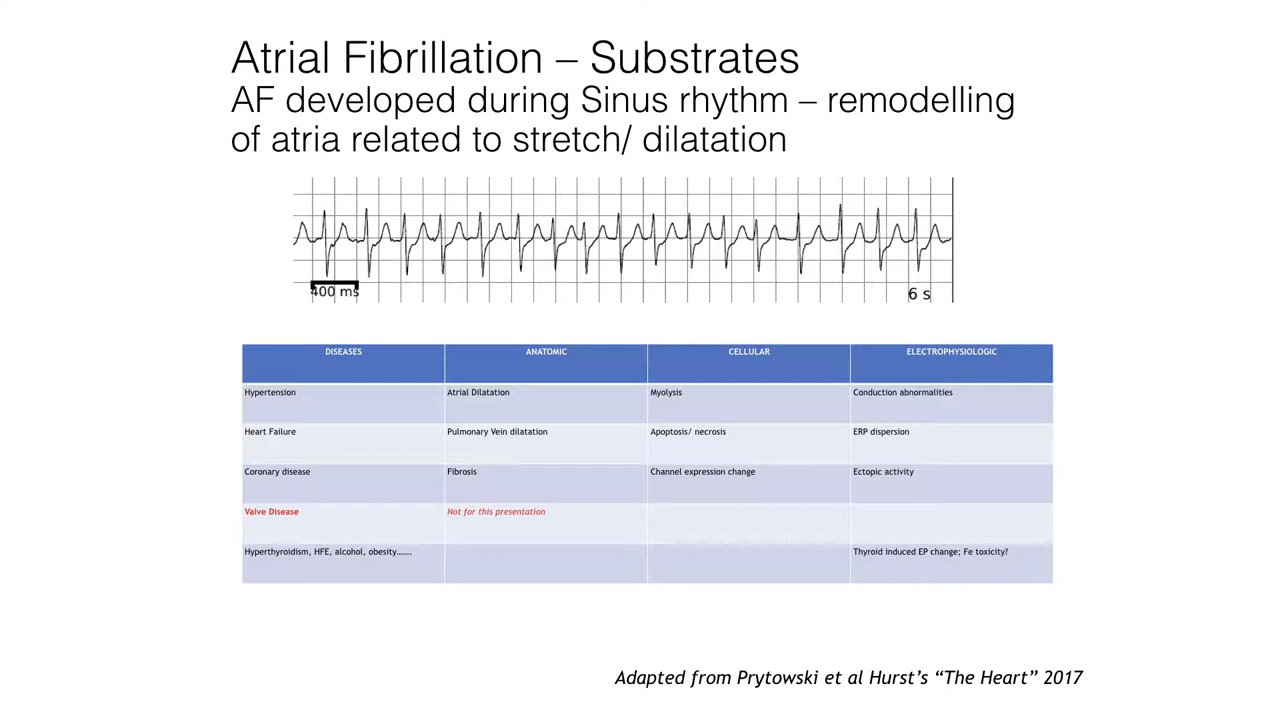 Atrial Fibrillation – Substrates
AF developed during Sinus rhythm – remodelling
of atria related to stretch/ dilatation
400 ms
6 s
DISEASES ANATOMIC CELLULAR ELECTROPHYSIOLOGIC
Hypertension Atrial Dilatation Myolysis Conduction abnormalities
Heart Failure Pulmonary Vein dilatation Apoptosis/ necrosis ERP dispersion
Coronary disease Fibrosis Channel expression change Ectopic activity
Valve Disease Not for this presentation
Hyperthyroidism, HFE, alcohol, obesity……. Thyroid induced EP change; Fe toxicity?
Adapted from Prytowski et al Hurst’s “The Heart” 2017